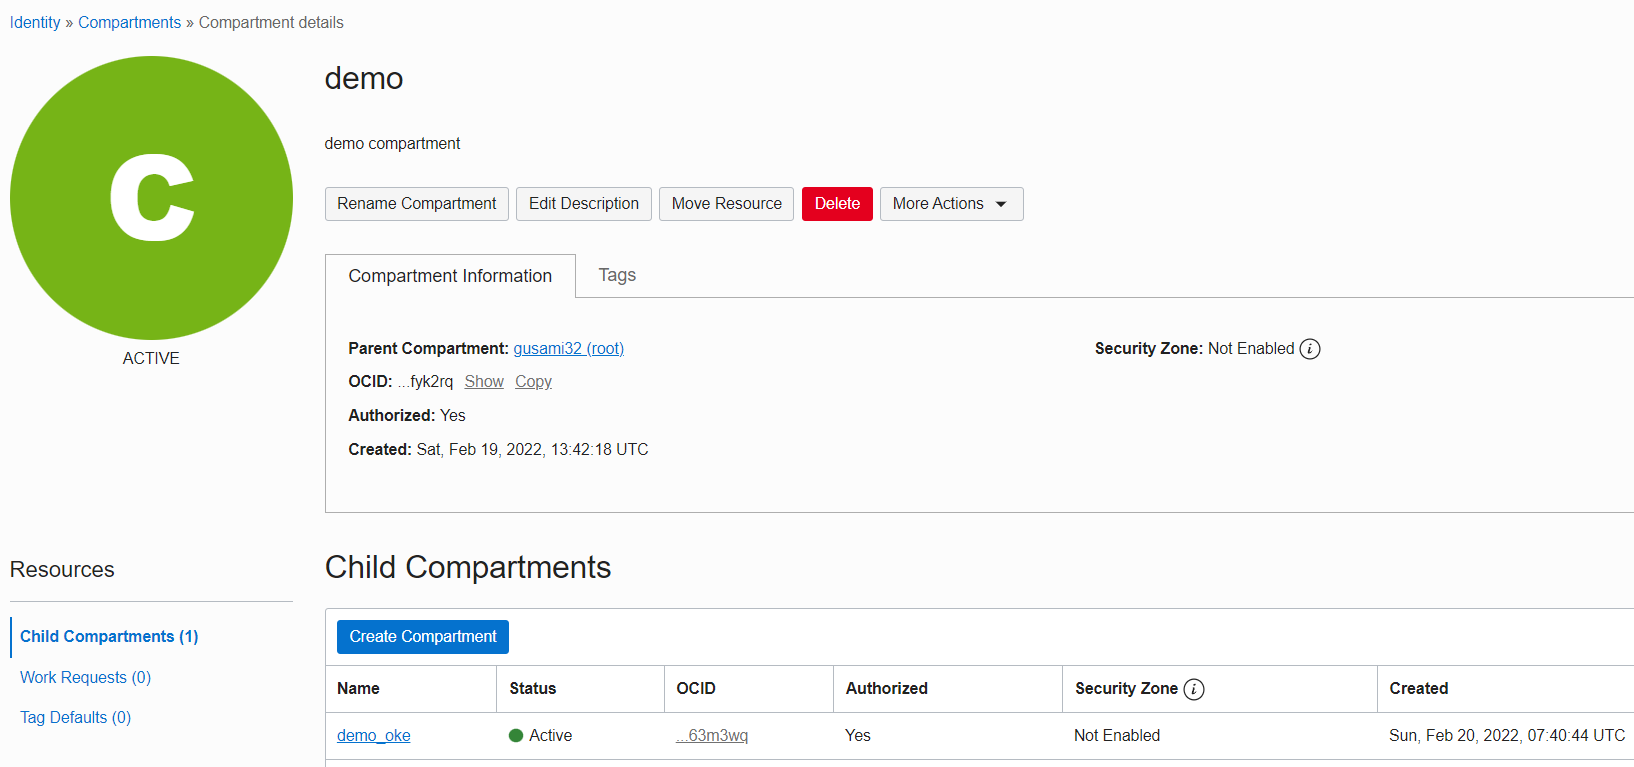 Identity » Compartments » Compartment details
C
ACTIVE
demo
demo compartment
Rename Compartment Edit Description Move Resource Delete More Actions
Compartment Information Tags
Parent Compartment: gusami32 (root) Security Zone: Not Enabled i
OCID: ...fyk2rq Show Copy
Authorized: Yes
Created: Sat, Feb 19, 2022, 13:42:18 UTC
Resources
Child Compartments (1)
Work Requests (0)
Tag Defaults (0)
Child Compartments
Create Compartment
Name Status OCID Authorized Security Zone i Created
demo_oke Active ...63m3wq Yes Not Enabled Sun, Feb 20, 2022, 07:40:44 UTC